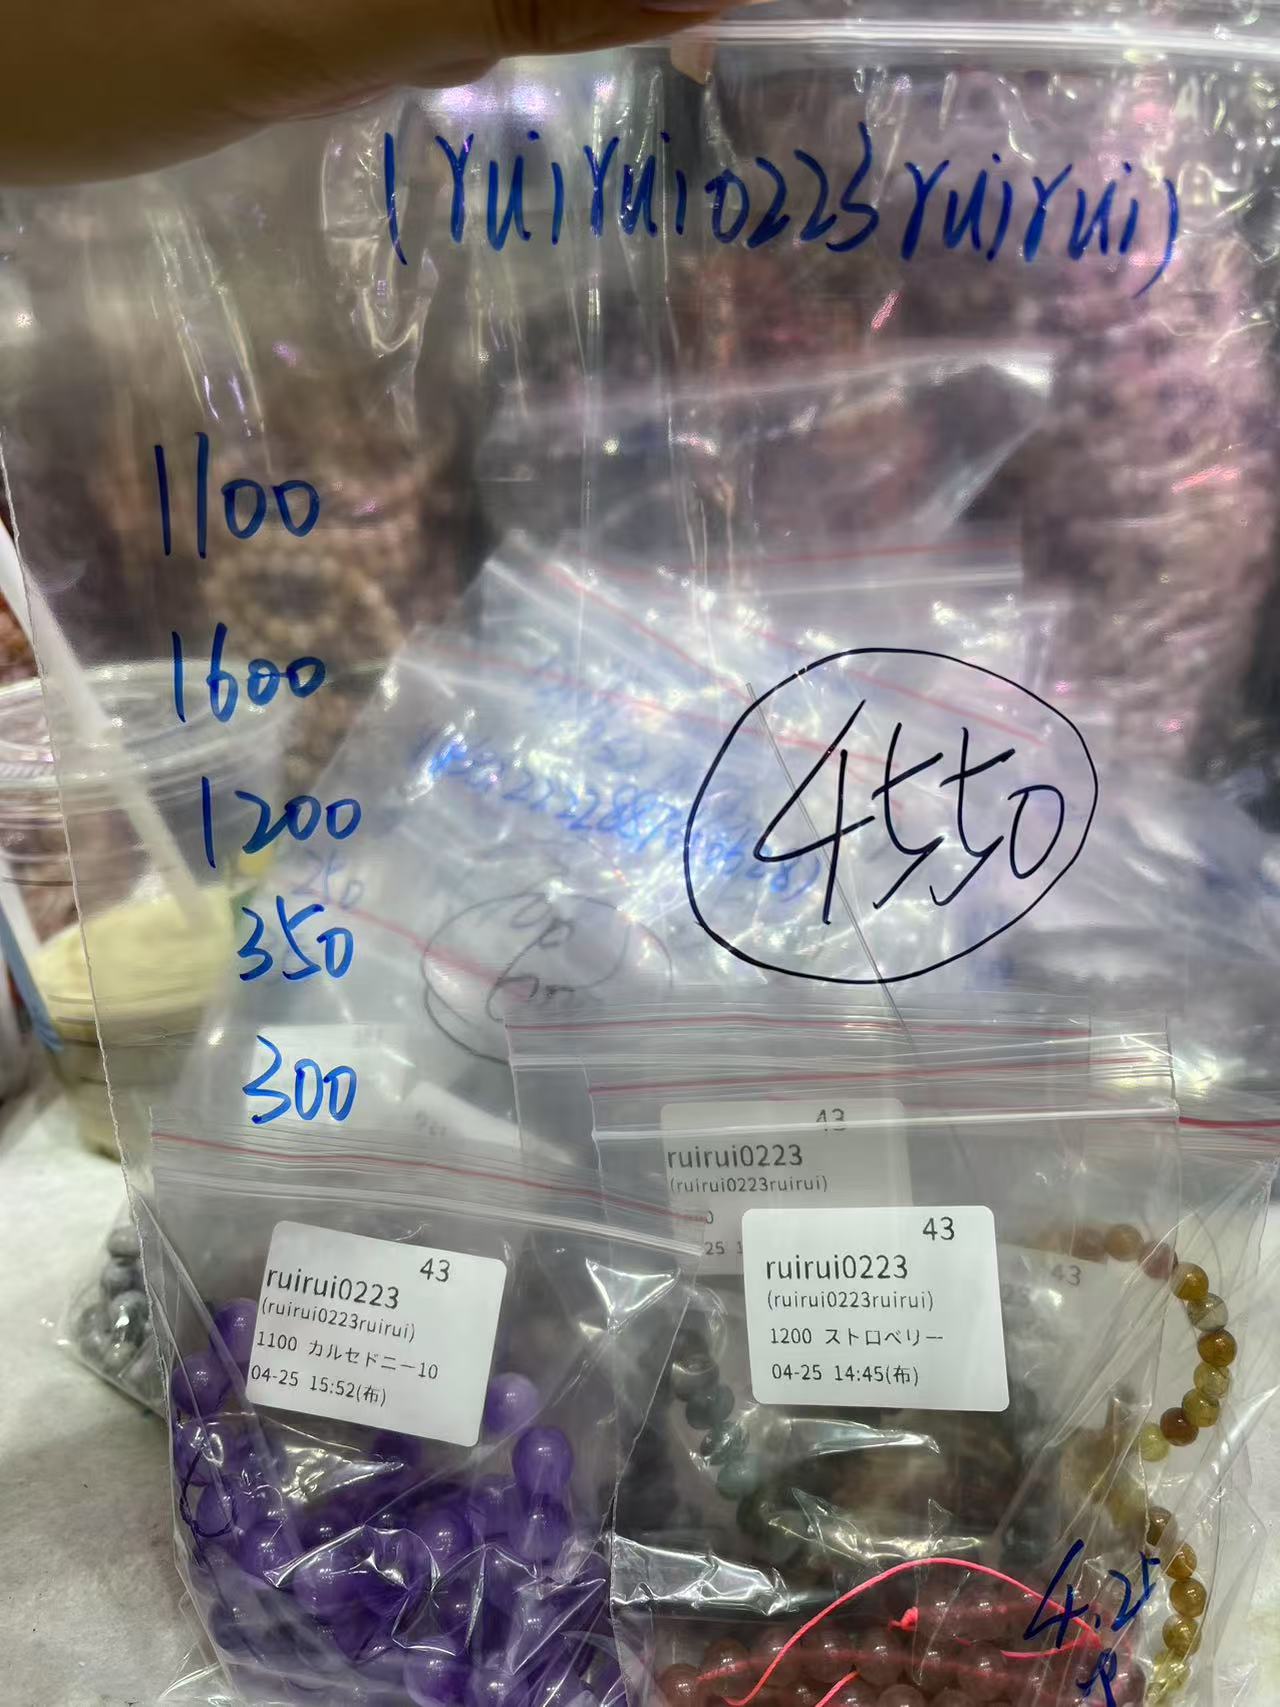 (ruirui0223ruirui)
1100
1600
1200
350
300
4550
43
ruirui0223
(ruirui0223ruirui)
43
ruirui0223
(ruirui0223ruirui)
1100 カルセドニー10
04-25 15:52(布)
43
ruirui0223
(ruirui0223ruirui)
1200 ストロベリー
04-25 14:45(布)
43
4.25